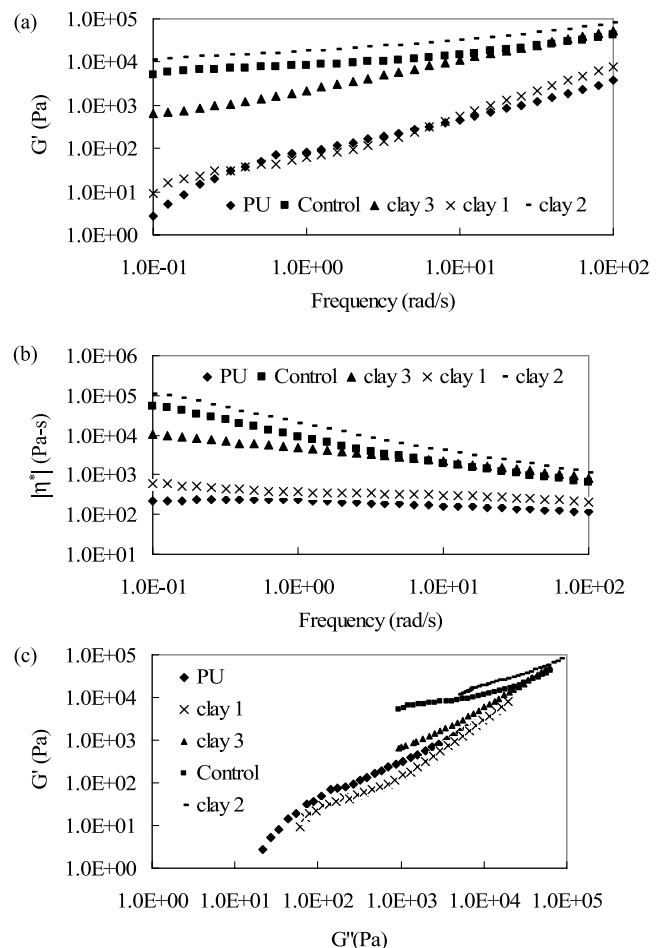 (a)
1.0E+05
1.0E+04
1.0E+03
1.0E+02
1.0E+01
1.0E+00
G' (Pa)
PU Control clay 3 clay 1 clay 2
1.0E-01 1.0E+00 1.0E+01 1.0E+02
Frequency (rad/s)
(b)
1.0E+06
1.0E+05
1.0E+04
1.0E+03
1.0E+02
1.0E+01
|η*| (Pa-s)
PU Control clay 3 clay 1 clay 2
1.0E-01 1.0E+00 1.0E+01 1.0E+02
Frequency (rad/s)
(c)
1.0E+05
1.0E+04
1.0E+03
1.0E+02
1.0E+01
1.0E+00
G' (Pa)
PU
clay 1
clay 3
Control
clay 2
1.0E+00 1.0E+01 1.0E+02 1.0E+03 1.0E+04 1.0E+05
G"(Pa)